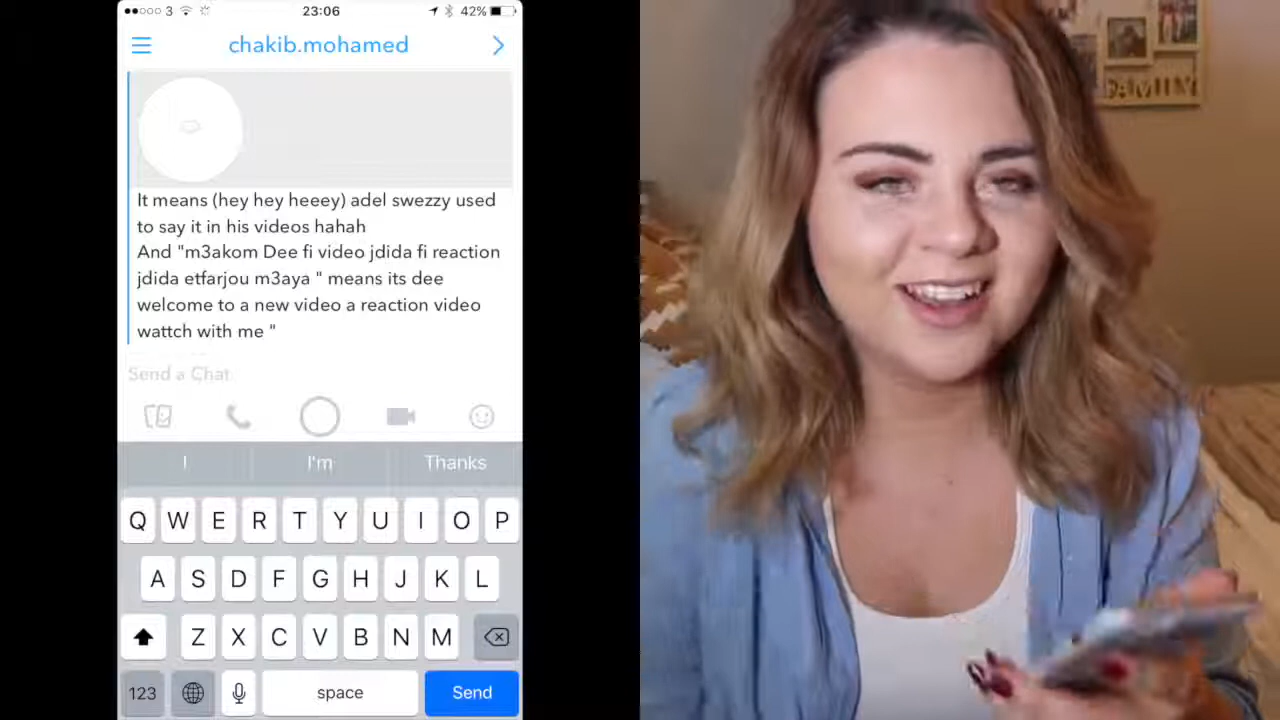 3 23:06 42%
chakib.mohamed
It means (hey hey heeey) adel swezzy used
to say it in his videos hahah
And "m3akom Dee fi video jdida fi reaction
jdida etfarjou m3aya " means its dee
welcome to a new video a reaction video
wattch with me "
Send a Chat
I I'm Thanks
Q W E R T Y U I O P
A S D F G H J K L
Z X C V B N M
123 space Send
FAMILY